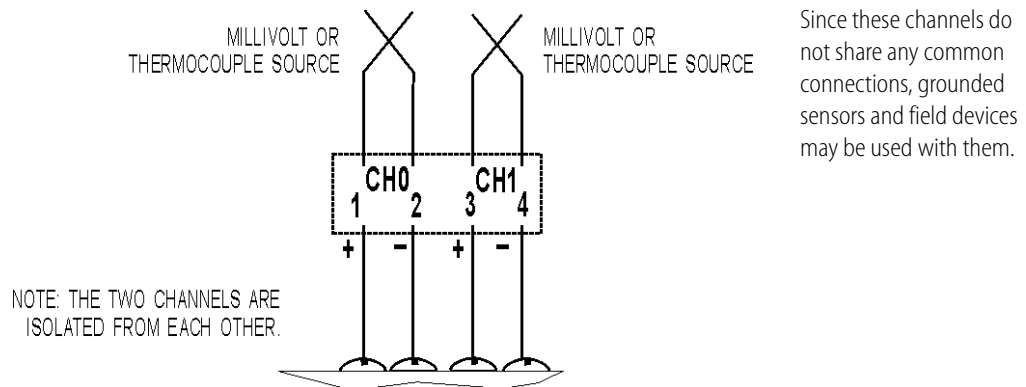 MILLIVOLT OR
THERMOCOUPLE SOURCE
MILLIVOLT OR
THERMOCOUPLE SOURCE
Since these channels do
not share any common
connections, grounded
sensors and field devices
may be used with them.
CH0 CH1
1 2 3 4
+ − + −
NOTE: THE TWO CHANNELS ARE
ISOLATED FROM EACH OTHER.